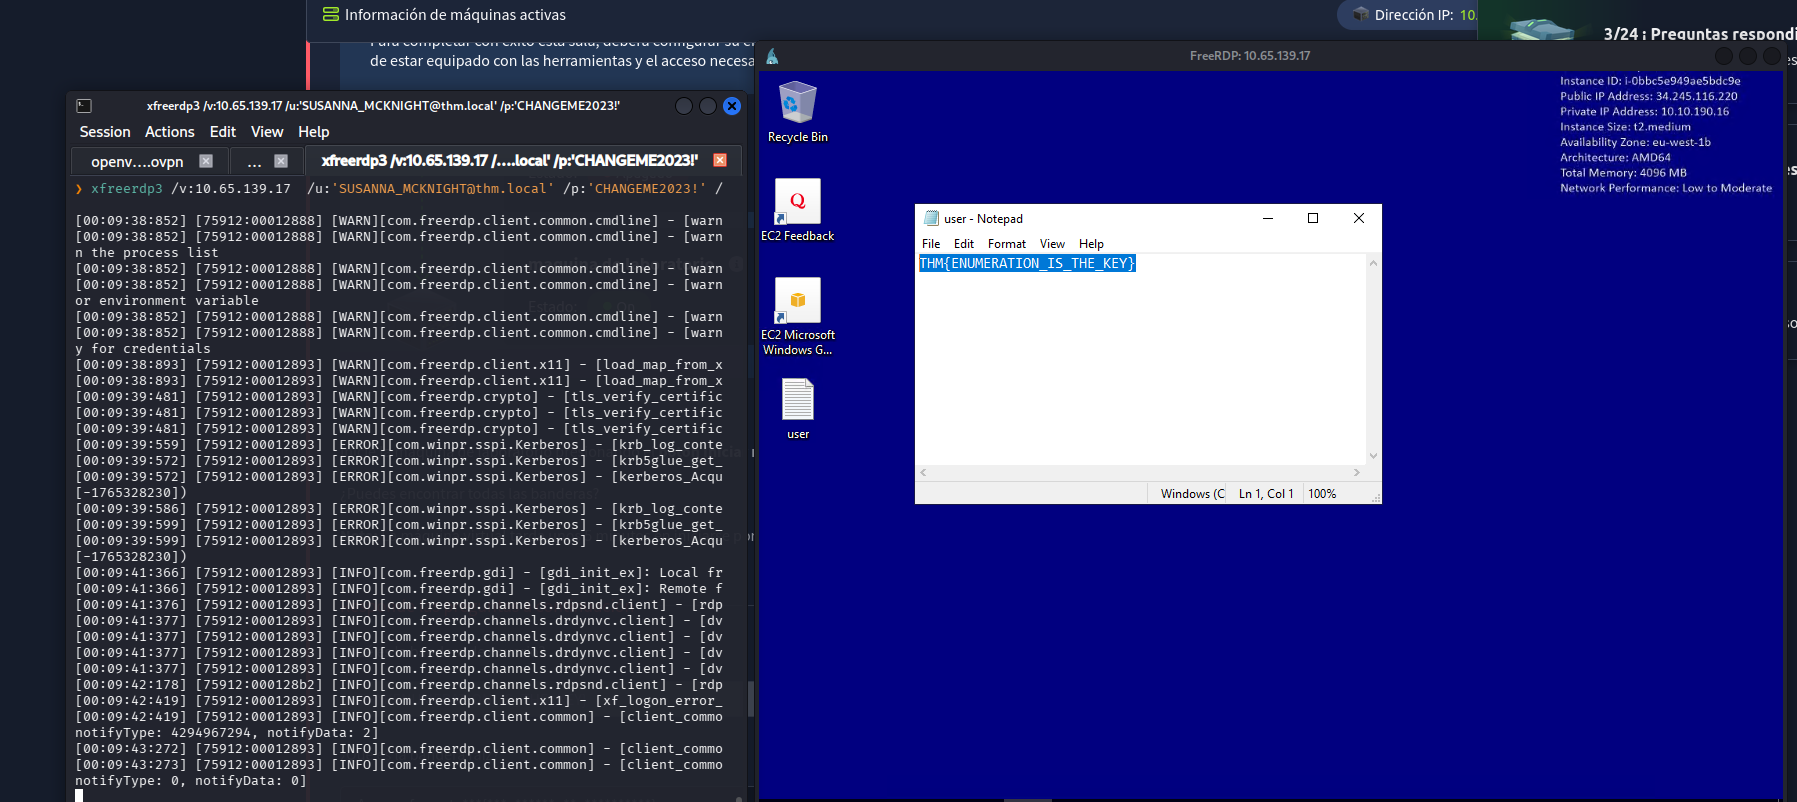 Información de máquinas activas
Dirección IP: 10.
3/24 ¡ Preguntas respondi
de estar equipado con las herramientas y el acceso necesa
xfreerdp3 /v:10.65.139.17 /u:'SUSANNA_MCKNIGHT@thm.local' /p:'CHANGEME2023!'
Session Actions Edit View Help
openv....ovpn
...
xfreerdp3 /v:10.65.139.17 /....local' /p:'CHANGEME2023!'
❯ xfreerdp3 /v:10.65.139.17 /u:'SUSANNA_MCKNIGHT@thm.local' /p:'CHANGEME2023!' /
[00:09:38:852] [75912:00012888] [WARN][com.freerdp.client.common.cmdline] - [warn
[00:09:38:852] [75912:00012888] [WARN][com.freerdp.client.common.cmdline] - [warn
n the process list
[00:09:38:852] [75912:00012888] [WARN][com.freerdp.client.common.cmdline] - [warn
[00:09:38:852] [75912:00012888] [WARN][com.freerdp.client.common.cmdline] - [warn
or environment variable
[00:09:38:852] [75912:00012888] [WARN][com.freerdp.client.common.cmdline] - [warn
[00:09:38:852] [75912:00012888] [WARN][com.freerdp.client.common.cmdline] - [warn
y for credentials
[00:09:38:893] [75912:00012893] [WARN][com.freerdp.client.x11] - [load_map_from_x
[00:09:38:893] [75912:00012893] [WARN][com.freerdp.client.x11] - [load_map_from_x
[00:09:39:481] [75912:00012893] [WARN][com.freerdp.crypto] - [tls_verify_certific
[00:09:39:481] [75912:00012893] [WARN][com.freerdp.crypto] - [tls_verify_certific
[00:09:39:481] [75912:00012893] [WARN][com.freerdp.crypto] - [tls_verify_certific
[00:09:39:559] [75912:00012893] [ERROR][com.winpr.sspi.Kerberos] - [krb_log_conte
[00:09:39:572] [75912:00012893] [ERROR][com.winpr.sspi.Kerberos] - [krb5glue_get_
[00:09:39:572] [75912:00012893] [ERROR][com.winpr.sspi.Kerberos] - [kerberos_Acqu
[-1765328230])
[00:09:39:586] [75912:00012893] [ERROR][com.winpr.sspi.Kerberos] - [krb_log_conte
[00:09:39:599] [75912:00012893] [ERROR][com.winpr.sspi.Kerberos] - [krb5glue_get_
[00:09:39:599] [75912:00012893] [ERROR][com.winpr.sspi.Kerberos] - [kerberos_Acqu
[-1765328230])
[00:09:41:366] [75912:00012893] [INFO][com.freerdp.gdi] - [gdi_init_ex]: Local fr
[00:09:41:366] [75912:00012893] [INFO][com.freerdp.gdi] - [gdi_init_ex]: Remote f
[00:09:41:376] [75912:00012893] [INFO][com.freerdp.channels.rdpsnd.client] - [rdp
[00:09:41:377] [75912:00012893] [INFO][com.freerdp.channels.drdynvc.client] - [dv
[00:09:41:377] [75912:00012893] [INFO][com.freerdp.channels.drdynvc.client] - [dv
[00:09:41:377] [75912:00012893] [INFO][com.freerdp.channels.drdynvc.client] - [dv
[00:09:41:377] [75912:00012893] [INFO][com.freerdp.channels.drdynvc.client] - [dv
[00:09:42:178] [75912:000128b2] [INFO][com.freerdp.channels.rdpsnd.client] - [rdp
[00:09:42:419] [75912:00012893] [INFO][com.freerdp.client.x11] - [xf_logon_error_
[00:09:42:419] [75912:00012893] [INFO][com.freerdp.client.common] - [client_commo
notifyType: 4294967294, notifyData: 2]
[00:09:43:272] [75912:00012893] [INFO][com.freerdp.client.common] - [client_commo
[00:09:43:273] [75912:00012893] [INFO][com.freerdp.client.common] - [client_commo
notifyType: 0, notifyData: 0]
FreeRDP: 10.65.139.17
Recycle Bin
EC2 Feedback
EC2 Microsoft
Windows G...
user
Instance ID: i-0bbc5e949ae5bdc9e
Public IP Address: 34.245.116.220
Private IP Address: 10.10.190.16
Instance Size: t2.medium
Availability Zone: eu-west-1b
Architecture: AMD64
Total Memory: 4096 MB
Network Performance: Low to Moderate
user - Notepad
File Edit Format View Help
THM{ENUMERATION_IS_THE_KEY}
Windows (C
Ln 1, Col 1
100%